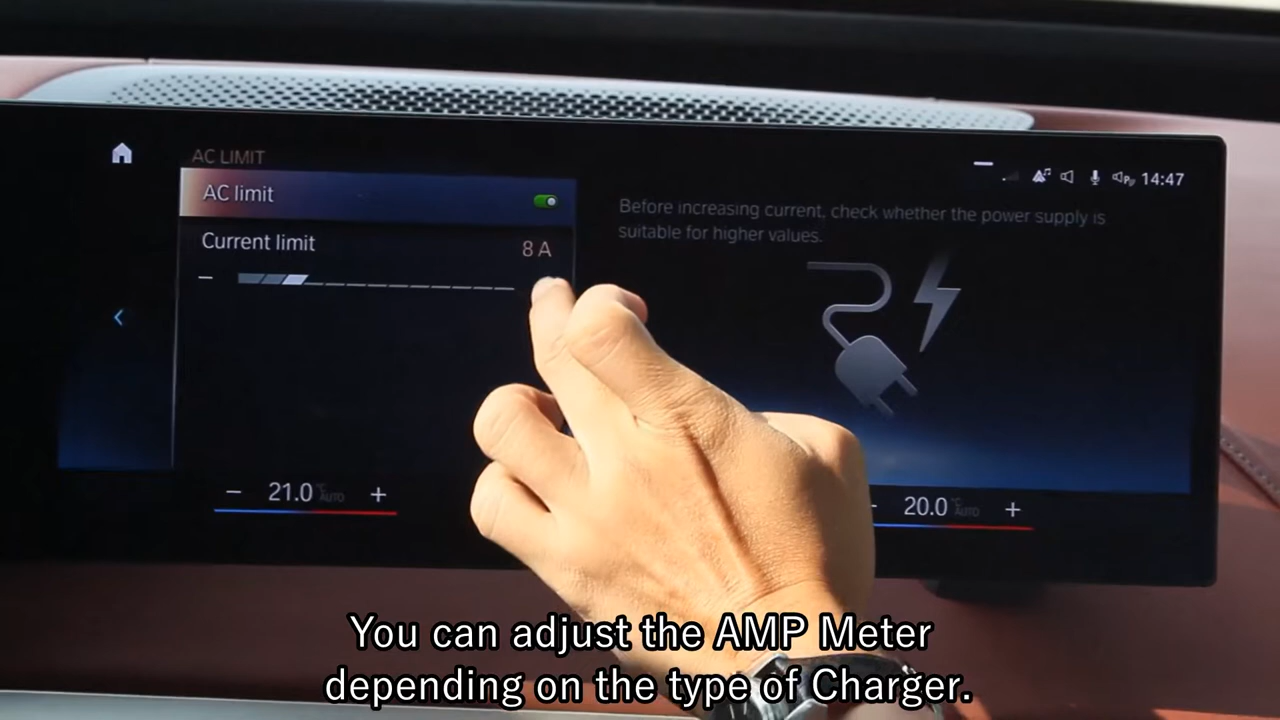 AC LIMIT
AC limit
Current limit
8 A
14:47
Before increasing current, check whether the power supply is
suitable for higher values.
− 21.0 °C AUTO +
− 20.0 °C AUTO +
You can adjust the AMP Meter
depending on the type of Charger.